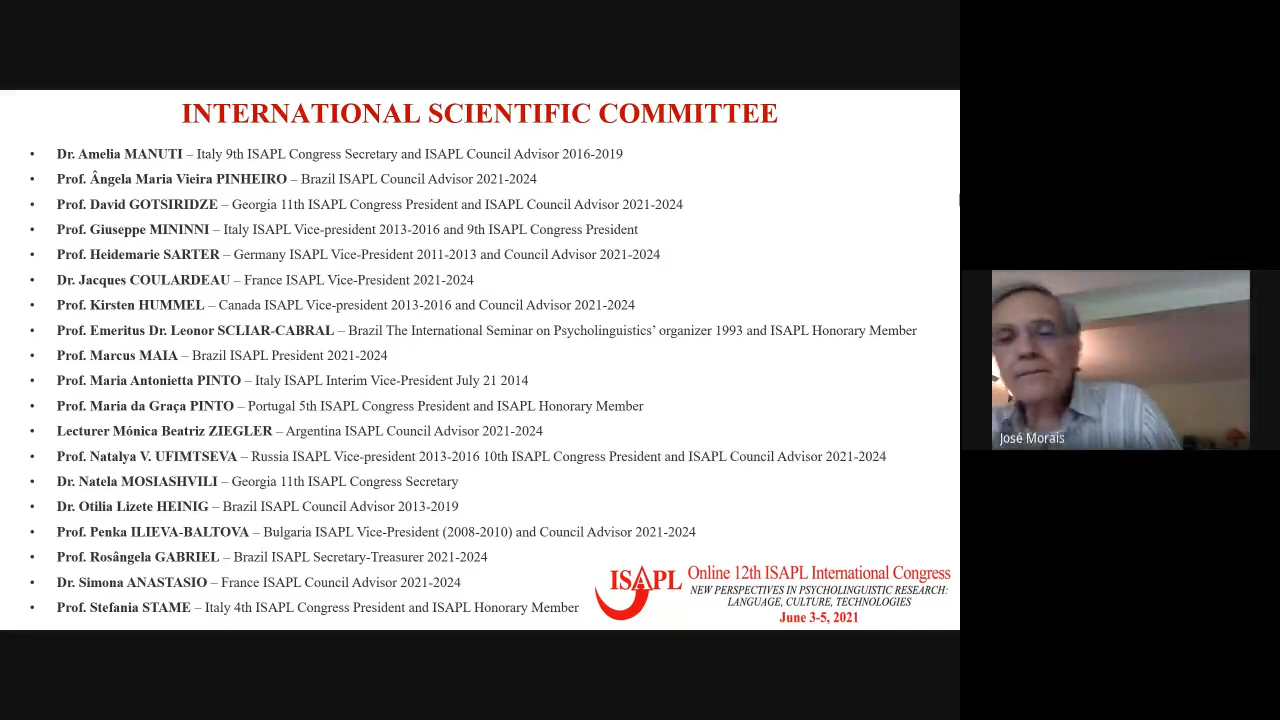 INTERNATIONAL SCIENTIFIC COMMITTEE
• Dr. Amelia MANUTI – Italy 9th ISAPL Congress Secretary and ISAPL Council Advisor 2016-2019
• Prof. Ângela Maria Vieira PINHEIRO – Brazil ISAPL Council Advisor 2021-2024
• Prof. David GOTSIRIDZE – Georgia 11th ISAPL Congress President and ISAPL Council Advisor 2021-2024
• Prof. Giuseppe MININNI – Italy ISAPL Vice-president 2013-2016 and 9th ISAPL Congress President
• Prof. Heidemarie SARTER – Germany ISAPL Vice-President 2011-2013 and Council Advisor 2021-2024
• Dr. Jacques COULARDEAU – France ISAPL Vice-President 2021-2024
• Prof. Kirsten HUMMEL – Canada ISAPL Vice-president 2013-2016 and Council Advisor 2021-2024
• Prof. Emeritus Dr. Leonor SCLIAR-CABRAL – Brazil The International Seminar on Psycholinguistics’ organizer 1993 and ISAPL Honorary Member
• Prof. Marcus MAIA – Brazil ISAPL President 2021-2024
• Prof. Maria Antonietta PINTO – Italy ISAPL Interim Vice-President July 21 2014
• Prof. Maria da Graça PINTO – Portugal 5th ISAPL Congress President and ISAPL Honorary Member
• Lecturer Mónica Beatriz ZIEGLER – Argentina ISAPL Council Advisor 2021-2024
• Prof. Natalya V. UFIMTSEVA – Russia ISAPL Vice-president 2013-2016 10th ISAPL Congress President and ISAPL Council Advisor 2021-2024
• Dr. Natela MOSIASHVILI – Georgia 11th ISAPL Congress Secretary
• Dr. Otilia Lizete HEINIG – Brazil ISAPL Council Advisor 2013-2019
• Prof. Penka ILIEVA-BALTOVA – Bulgaria ISAPL Vice-President (2008-2010) and Council Advisor 2021-2024
• Prof. Rosângela GABRIEL – Brazil ISAPL Secretary-Treasurer 2021-2024
• Dr. Simona ANASTASIO – France ISAPL Council Advisor 2021-2024
• Prof. Stefania STAME – Italy 4th ISAPL Congress President and ISAPL Honorary Member
ISAPL
Online 12th ISAPL International Congress
NEW PERSPECTIVES IN PSYCHOLINGUISTIC RESEARCH:
LANGUAGE, CULTURE, TECHNOLOGIES
June 3-5, 2021
José Morais